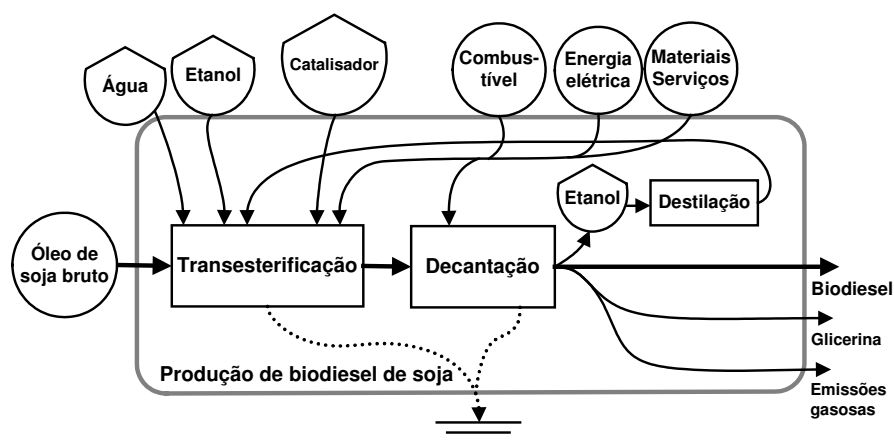 Água
Etanol
Catalisador
Combus-
tível
Energia
elétrica
Materiais
Serviços
Etanol
Destilação
Óleo de
soja bruto
Transesterificação
Decantação
Biodiesel
Glicerina
Emissões
gasosas
Produção de biodiesel de soja